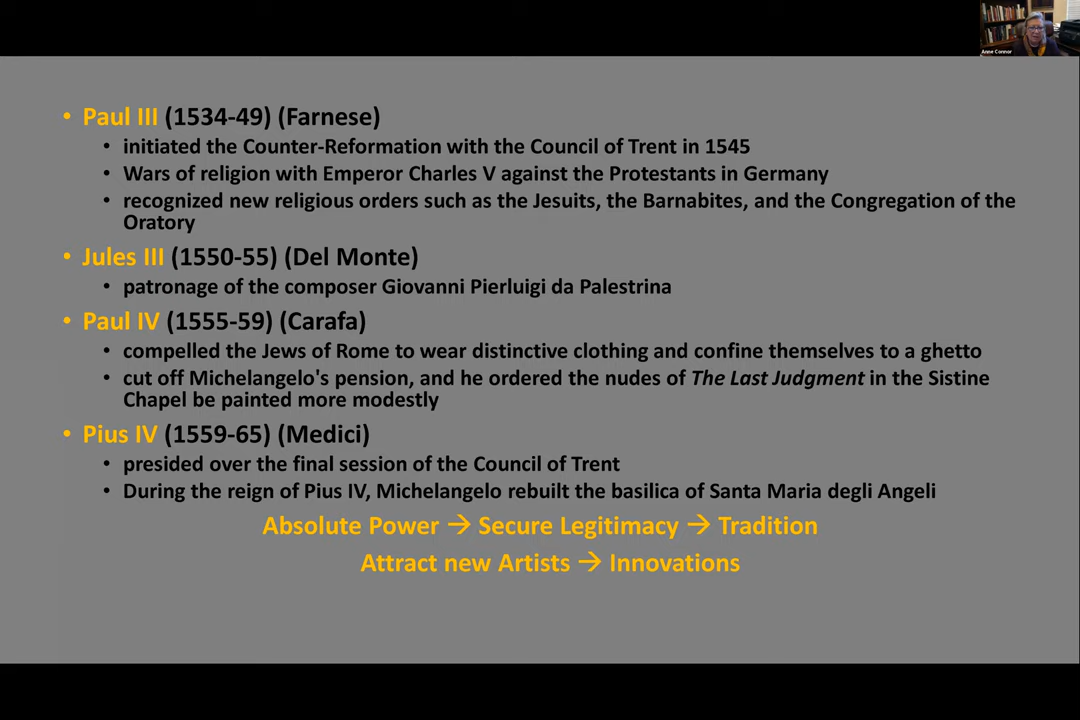 Anne Connor
• Paul III (1534-49) (Farnese)
• initiated the Counter-Reformation with the Council of Trent in 1545
• Wars of religion with Emperor Charles V against the Protestants in Germany
• recognized new religious orders such as the Jesuits, the Barnabites, and the Congregation of the
Oratory
• Jules III (1550-55) (Del Monte)
• patronage of the composer Giovanni Pierluigi da Palestrina
• Paul IV (1555-59) (Carafa)
• compelled the Jews of Rome to wear distinctive clothing and confine themselves to a ghetto
• cut off Michelangelo's pension, and he ordered the nudes of The Last Judgment in the Sistine
Chapel be painted more modestly
• Pius IV (1559-65) (Medici)
• presided over the final session of the Council of Trent
• During the reign of Pius IV, Michelangelo rebuilt the basilica of Santa Maria degli Angeli
Absolute Power → Secure Legitimacy → Tradition
Attract new Artists → Innovations